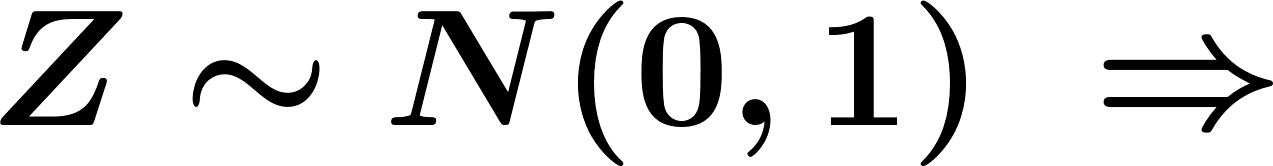 Z ∼ N(0, 1) ⇒